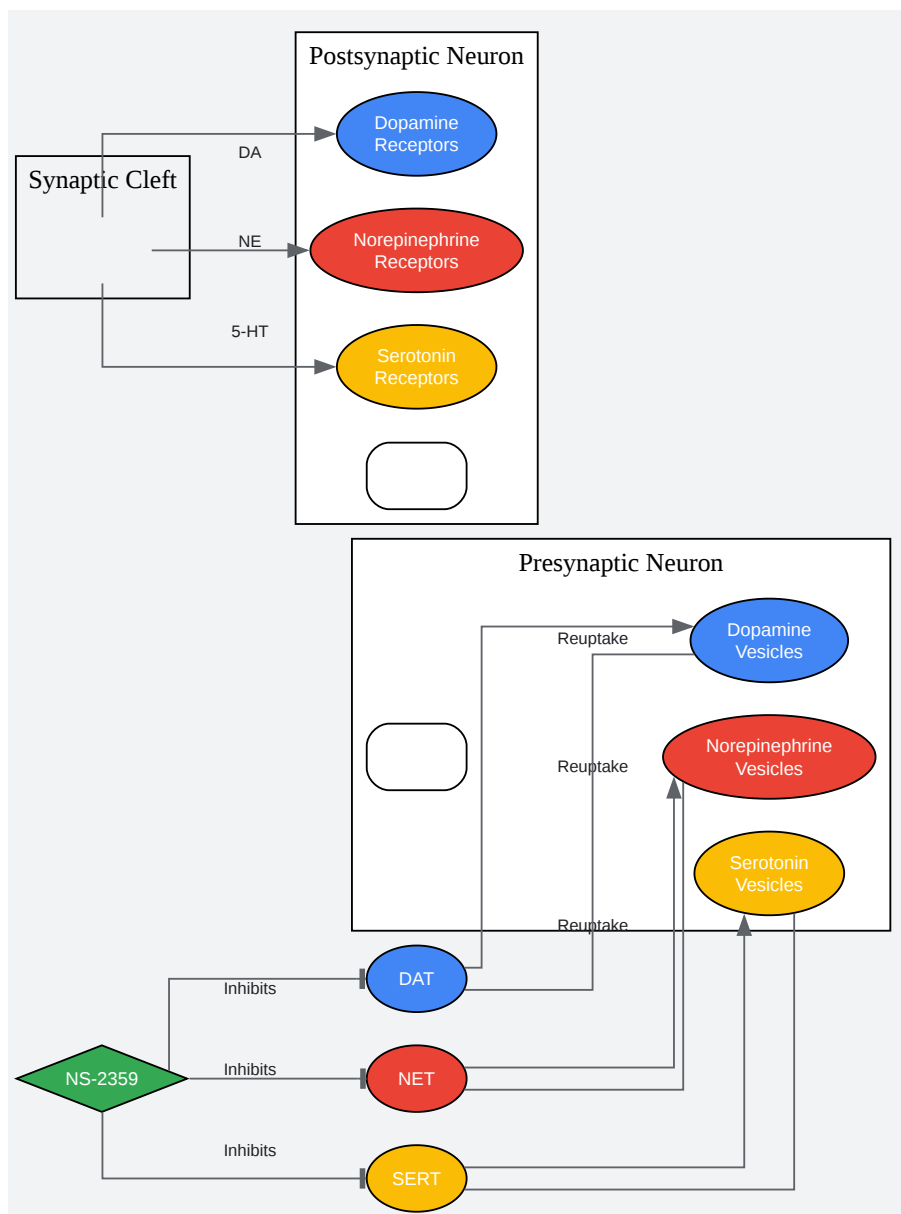 Postsynaptic Neuron
Dopamine
Receptors
DA
Synaptic Cleft
NE
Norepinephrine
Receptors
5-HT
Serotonin
Receptors
Presynaptic Neuron
Dopamine
Vesicles
Reuptake
Norepinephrine
Vesicles
Reuptake
Serotonin
Vesicles
Reuptake
DAT
Inhibits
NS-2359
Inhibits
NET
Inhibits
SERT